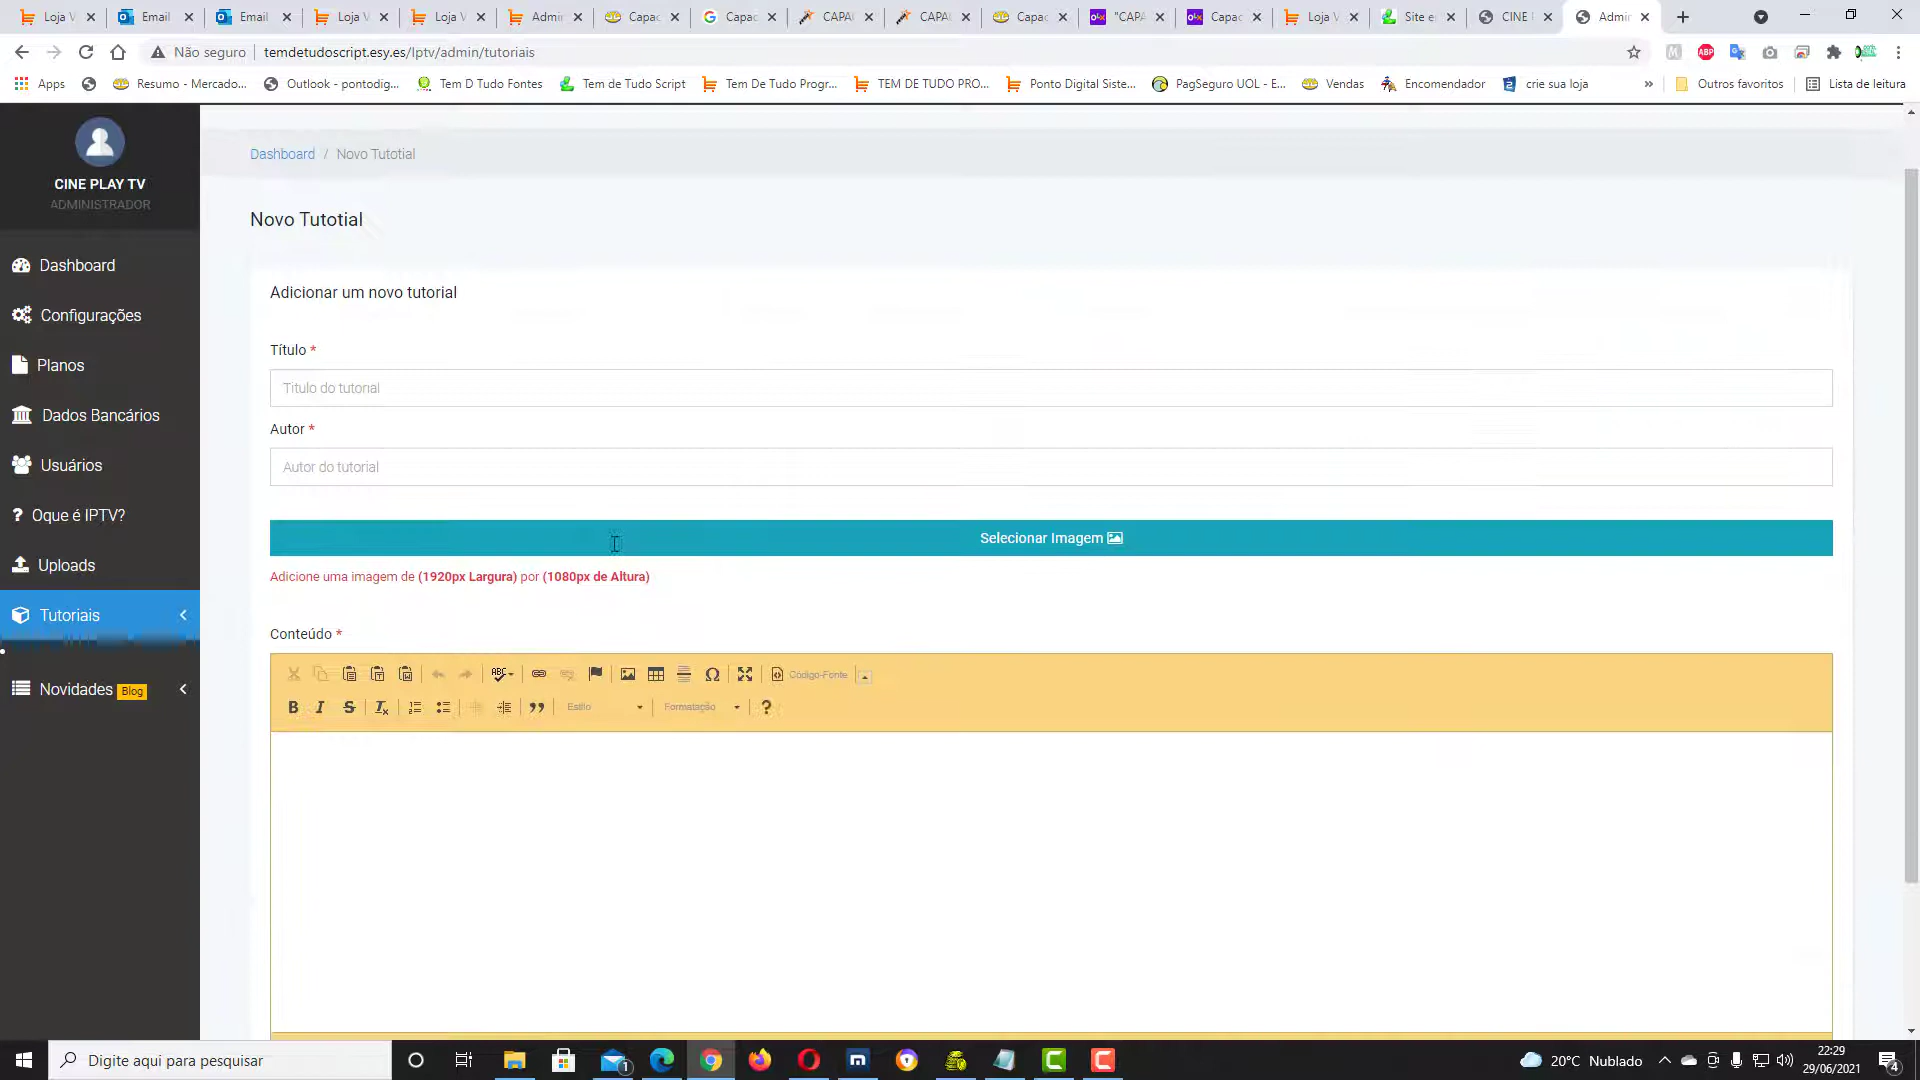 Loja V
Email
Email
Loja V
Loja V
Admin
Capac
Capac
CAPA
CAPA
Capac
"CAPA
Capac
Loja V
Site e
CINE
Admin
Não seguro
temdetudoscript.esy.es/Iptv/admin/tutoriais
Apps
Resumo - Mercado...
Outlook - pontodig...
Tem D Tudo Fontes
Tem de Tudo Script
Tem De Tudo Progr...
TEM DE TUDO PRO...
Ponto Digital Siste...
PagSeguro UOL - E...
Vendas
Encomendador
crie sua loja
»
Outros favoritos
Lista de leitura
CINE PLAY TV
ADMINISTRADOR
Dashboard
Configurações
Planos
Dados Bancários
Usuários
? Oque é IPTV?
Uploads
Tutoriais
Novidades Blog
Dashboard / Novo Tutotial
Novo Tutotial
Adicionar um novo tutorial
Título *
Titulo do tutorial
Autor *
Autor do tutorial
Selecionar Imagem
Adicione uma imagem de (1920px Largura) por (1080px de Altura)
Conteúdo *
ABC
Ω
Código-Fonte
B I S Tx
Estilo
Formatação
?
Digite aqui para pesquisar
1
20°C Nublado
22:29
29/06/2021
4